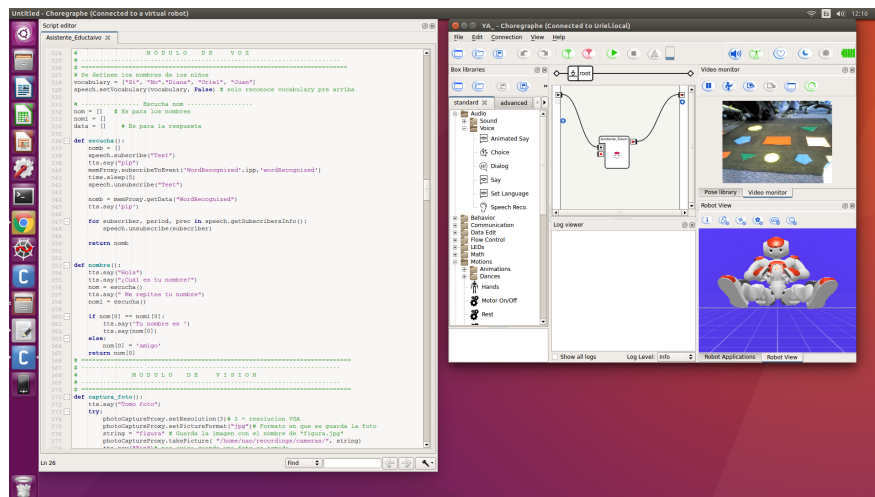 Untitled - Choregraphe (Connected to a virtual robot)
Es
12:16
Script editor
Asistente_Eductaivo
324 # M O D U L O D E V O Z
325 # -
326 # ====
327 # Se definen los nombres de los niños
328 vocabulary = ["Si", "No","Diana", "Uriel", "Juan"]
329 speech.setVocabulary(vocabulary, False) # solo reconoce vocabulary pre arriba
330
331 # - Escucha nom -
332 nom = [] # Es para los nombres
333 nom1 = []
334 data = [] # Es para la respuesta
335
336 def escucha():
337 nomb = []
338 speech.subscribe("Test")
339 tts.say("pip")
340 memProxy.subscribeToEvent('WordRecognized',ipp,'wordRecognized')
341 time.sleep(5)
342 speech.unsubscribe("Test")
343
344 nomb = memProxy.getData("WordRecognized")
345 tts.say('pip')
346
347 for subscriber, period, prec in speech.getSubscribersInfo():
348 speech.unsubscribe(subscriber)
349
350 return nomb
351
352
353 def nombre():
354 tts.say("Hola")
355 tts.say("¿Cuál es tu nombre?")
356 nom = escucha()
357 tts.say(" Me repites tu nombre")
358 nom1 = escucha()
359
360 if nom[0] == nom1[0]:
361 tts.say('Tu nombre es ')
362 tts.say(nom[0])
363 else:
364 nom[0] = 'amigo'
365 return nom[0]
366 # ====
367 # -
368 # M O D U L O D E V I S I O N
369 # -
370 # ====
371 def captura_foto():
372 tts.say("Tomo foto")
373 try:
374 photoCaptureProxy.setResolution(3)# 2 = resolucion VGA
375 photoCaptureProxy.setPictureFormat("jpg")# Formato en que se guarda la foto
376 string = "figura" # Guarda la imagen con el nombre de "figura.jpg"
377 photoCaptureProxy.takePicture( "/home/nao/recordings/cameras/", string)
Ln 26
Find
YA_ - Choregraphe (Connected to Uriel.local)
File Edit Connection View Help
Box libraries
standard
advanced
Audio
Sound
Voice
Animated Say
Choice
Dialog
Say
Set Language
Speech Reco.
Behavior
Communication
Data Edit
Flow Control
LEDs
Math
Motions
Animations
Dances
Hands
Motor On/Off
Rest
root
Asistente_Educ
Log viewer
Show all logs
Log Level: Info
Video monitor
Pose library
Video monitor
Robot View
Robot Applications
Robot View